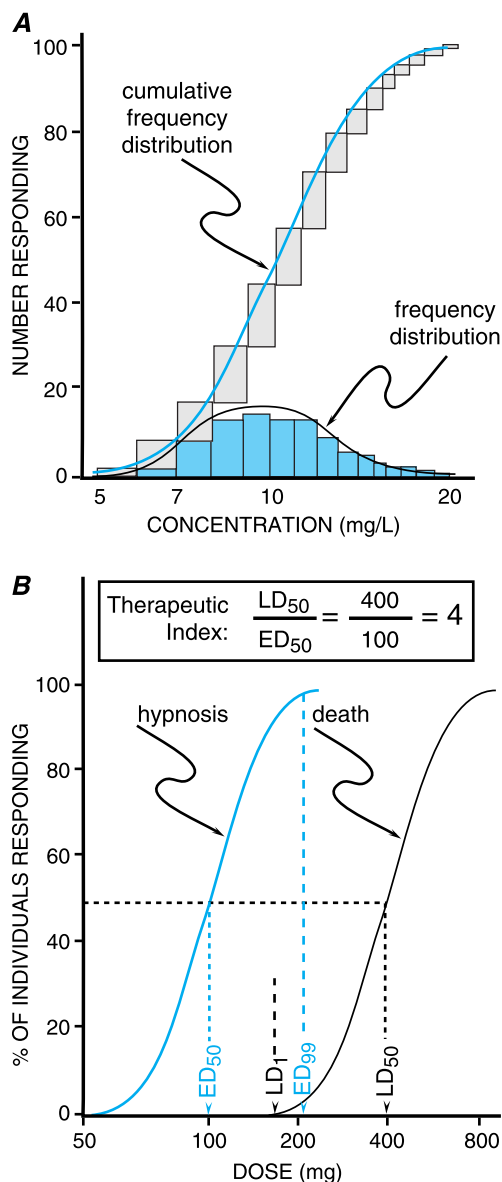 A
100
80
60
40
20
0
NUMBER RESPONDING
cumulative
frequency
distribution
frequency
distribution
5 7 10 20
CONCENTRATION (mg/L)
B
Therapeutic
Index:
LD50 / ED50 = 400 / 100 = 4
100
80
60
40
20
0
% OF INDIVIDUALS RESPONDING
hypnosis
death
ED50
LD1
ED99
LD50
50 100 200 400 800
DOSE (mg)